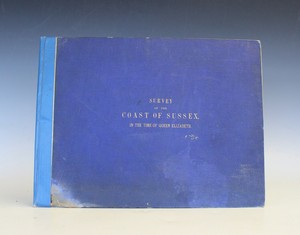 SURVEY
OF THE
COAST OF SUSSEX,
IN THE TIME OF QUEEN ELIZABETH.